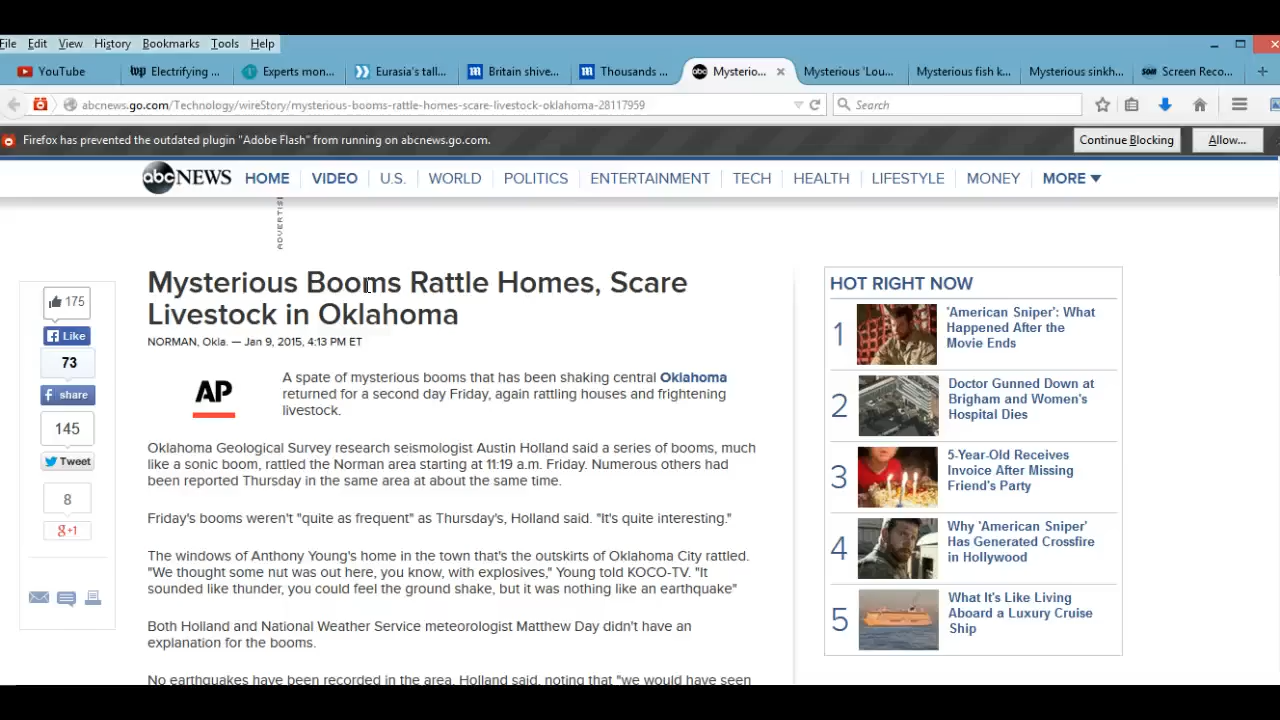 File Edit View History Bookmarks Tools Help
YouTube Electrifying ... Experts mon... Eurasia's tall... Britain shive... Thousands ... Mysterio... Mysterious 'Lou... Mysterious fish k... Mysterious sinkh... Screen Reco...
abcnews.go.com/Technology/wireStory/mysterious-booms-rattle-homes-scare-livestock-oklahoma-28117959 Search
Firefox has prevented the outdated plugin "Adobe Flash" from running on abcnews.go.com. Continue Blocking Allow...
abc NEWS HOME VIDEO U.S. WORLD POLITICS ENTERTAINMENT TECH HEALTH LIFESTYLE MONEY MORE
ADVERTIS
175
Like
73
share
145
Tweet
8
g+1
Mysterious Booms Rattle Homes, Scare
Livestock in Oklahoma
NORMAN, Okla. — Jan 9, 2015, 4:13 PM ET
AP
A spate of mysterious booms that has been shaking central Oklahoma
returned for a second day Friday, again rattling houses and frightening
livestock.
Oklahoma Geological Survey research seismologist Austin Holland said a series of booms, much
like a sonic boom, rattled the Norman area starting at 11:19 a.m. Friday. Numerous others had
been reported Thursday in the same area at about the same time.
Friday's booms weren't "quite as frequent" as Thursday's, Holland said. "It's quite interesting."
The windows of Anthony Young's home in the town that's the outskirts of Oklahoma City rattled.
"We thought some nut was out here, you know, with explosives," Young told KOCO-TV. "It
sounded like thunder, you could feel the ground shake, but it was nothing like an earthquake"
Both Holland and National Weather Service meteorologist Matthew Day didn't have an
explanation for the booms.
No earthquakes have been recorded in the area, Holland said, noting that "we would have seen
HOT RIGHT NOW
1 'American Sniper': What
Happened After the
Movie Ends
2 Doctor Gunned Down at
Brigham and Women's
Hospital Dies
3 5-Year-Old Receives
Invoice After Missing
Friend's Party
4 Why 'American Sniper'
Has Generated Crossfire
in Hollywood
5 What It's Like Living
Aboard a Luxury Cruise
Ship